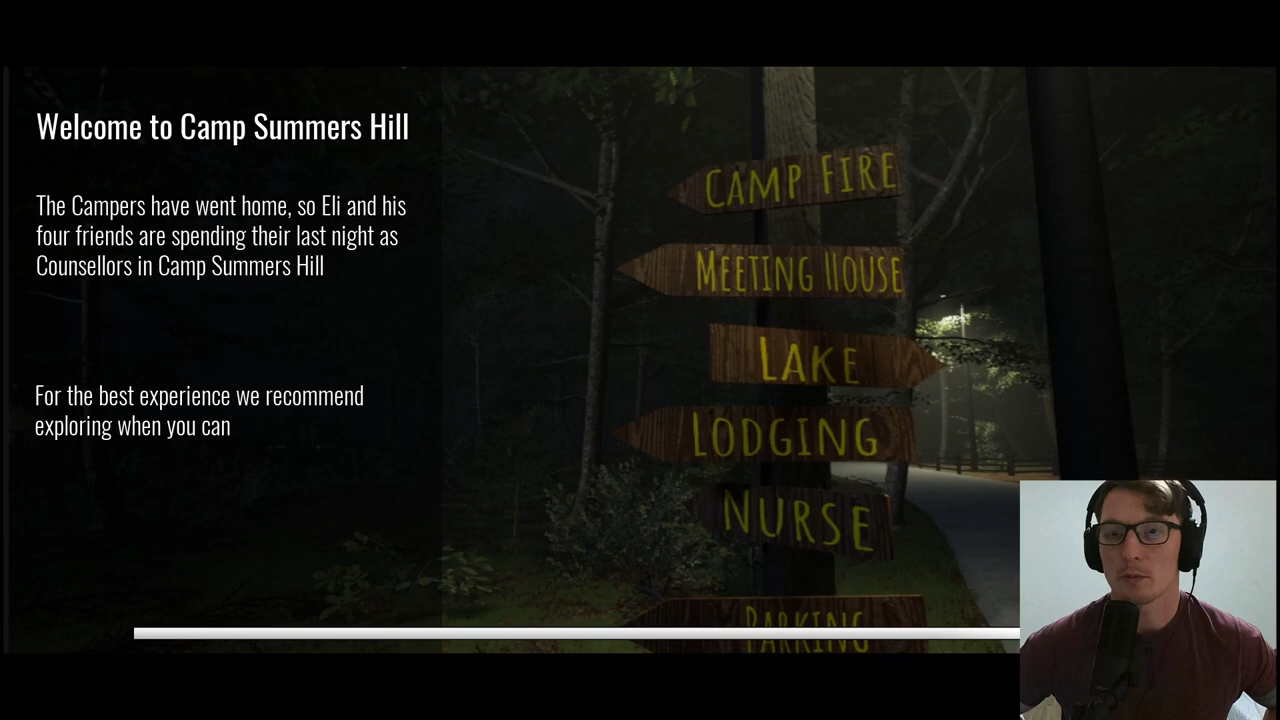 Welcome to Camp Summers Hill
The Campers have went home, so Eli and his
four friends are spending their last night as
Counsellors in Camp Summers Hill
For the best experience we recommend
exploring when you can
CAMP FIRE
MEETING HOUSE
LAKE
LODGING
NURSE
PARKING